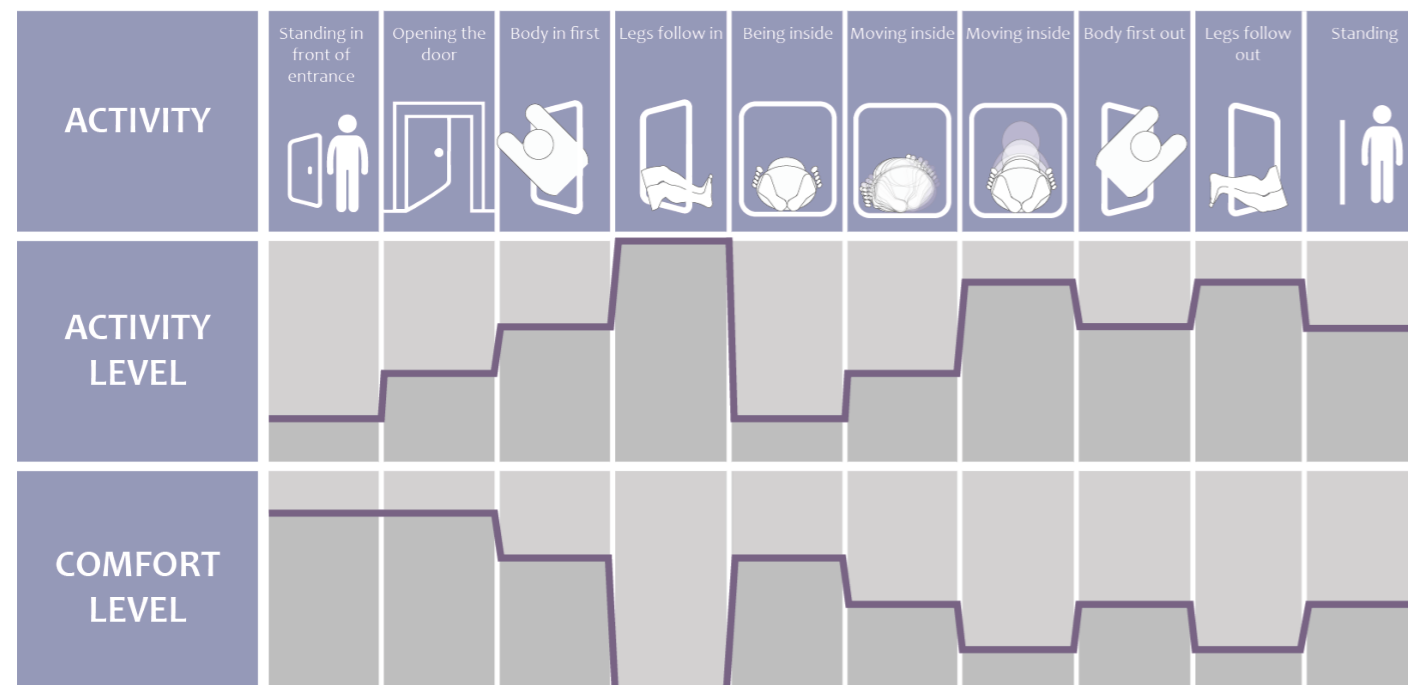 Standing in
front of
entrance
Opening the
door
Body in first
Legs follow in
Being inside
Moving inside
Moving inside
Body first out
Legs follow
out
Standing
ACTIVITY
ACTIVITY
LEVEL
COMFORT
LEVEL